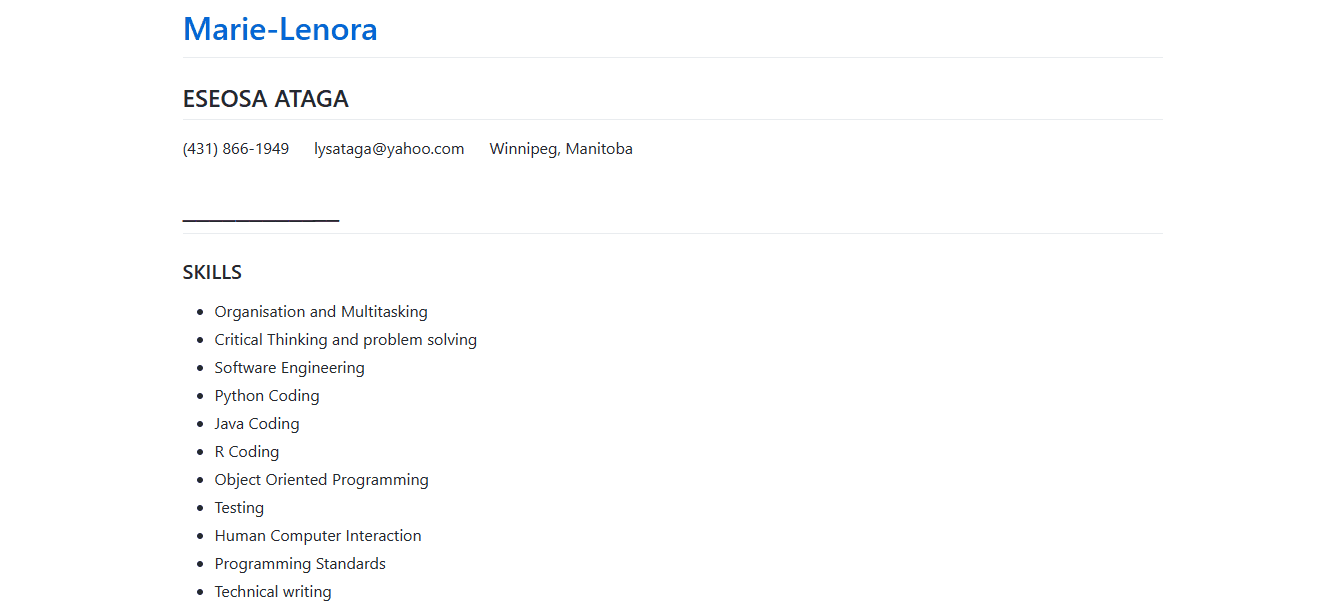 Marie-Lenora
ESEOSA ATAGA
(431) 866-1949 lysataga@yahoo.com Winnipeg, Manitoba
SKILLS
Organisation and Multitasking
Critical Thinking and problem solving
Software Engineering
Python Coding
Java Coding
R Coding
Object Oriented Programming
Testing
Human Computer Interaction
Programming Standards
Technical writing